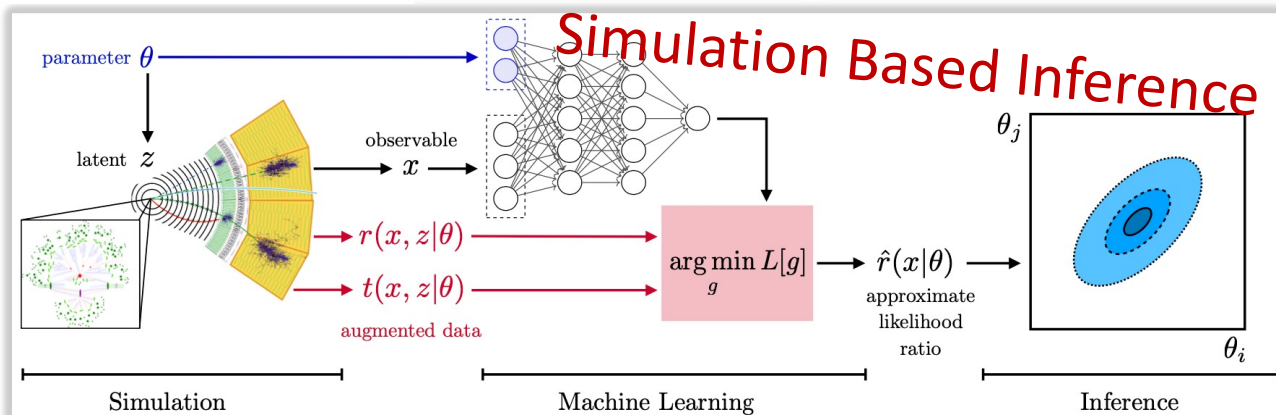 Simulation Based Inference
parameter θ
latent z
observable
x
r(x, z|θ)
t(x, z|θ)
augmented data
arg min L[g]
g
r̂(x|θ)
approximate
likelihood
ratio
θj
θi
Simulation
Machine Learning
Inference